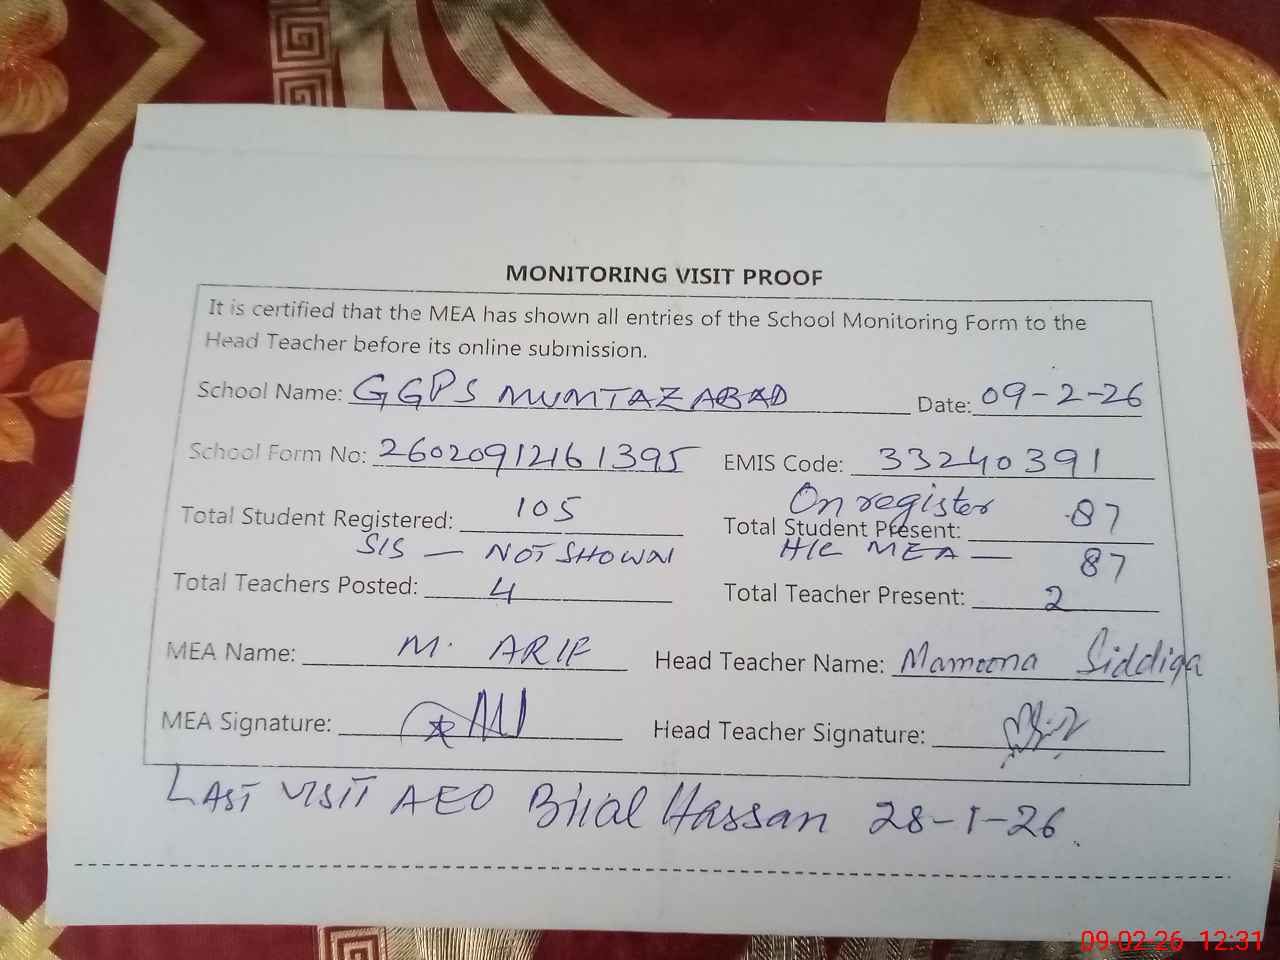 MONITORING VISIT PROOF
It is certified that the MEA has shown all entries of the School Monitoring Form to the
Head Teacher before its online submission.
School Name: GGPS MUMTAZABAD Date: 09-2-26
School Form No: 26020912161395 EMIS Code: 33240391
On register 87
Total Student Registered: 105 Total Student Present:
SIS — NOT SHOWN H/C MEA — 87
Total Teachers Posted: 4 Total Teacher Present: 2
MEA Name: M. ARIF Head Teacher Name: Mamoona Siddiqa
MEA Signature: Head Teacher Signature:
LAST VISIT AEO Bilal Hassan 28-1-26.
09-02-26 12:31